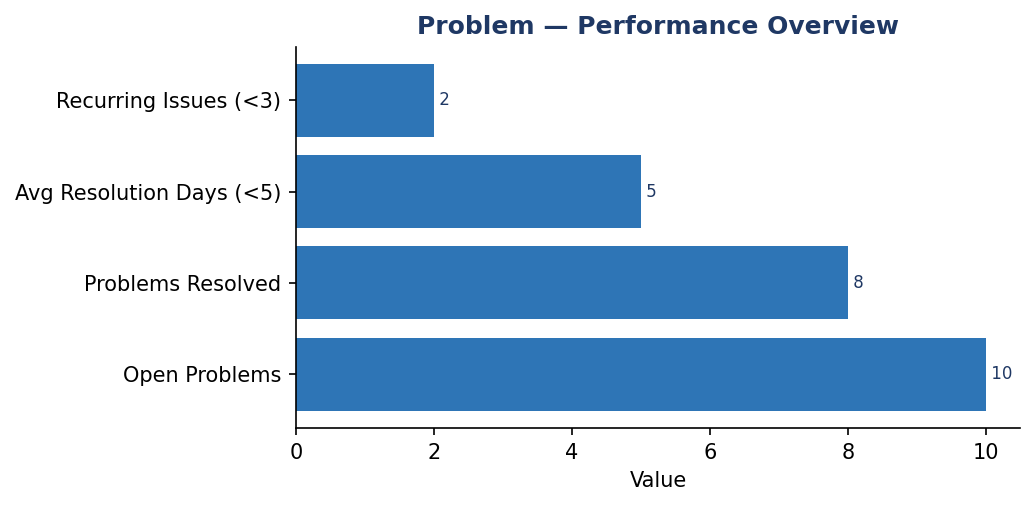 Problem — Performance Overview
Recurring Issues (<3)
2
Avg Resolution Days (<5)
5
Problems Resolved
8
Open Problems
10
0 2 4 6 8 10
Value